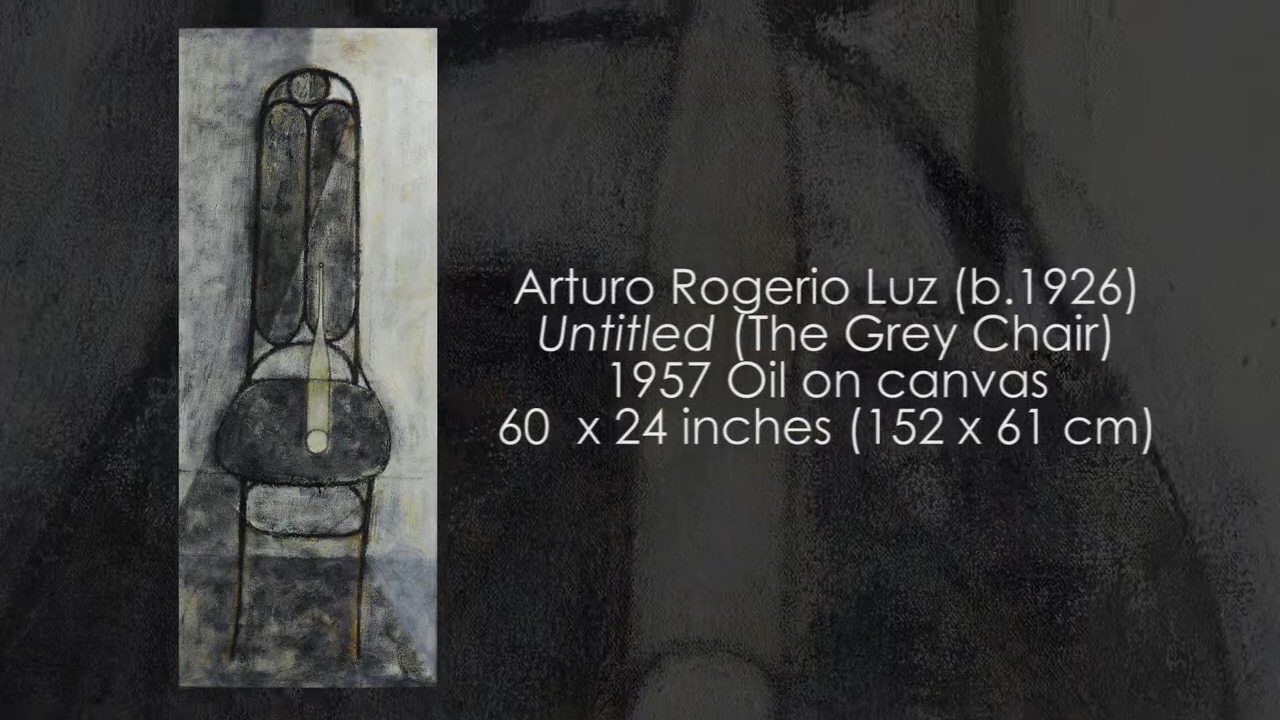 Arturo Rogerio Luz (b.1926)
Untitled (The Grey Chair)
1957 Oil on canvas
60  x 24 inches (152 x 61 cm)